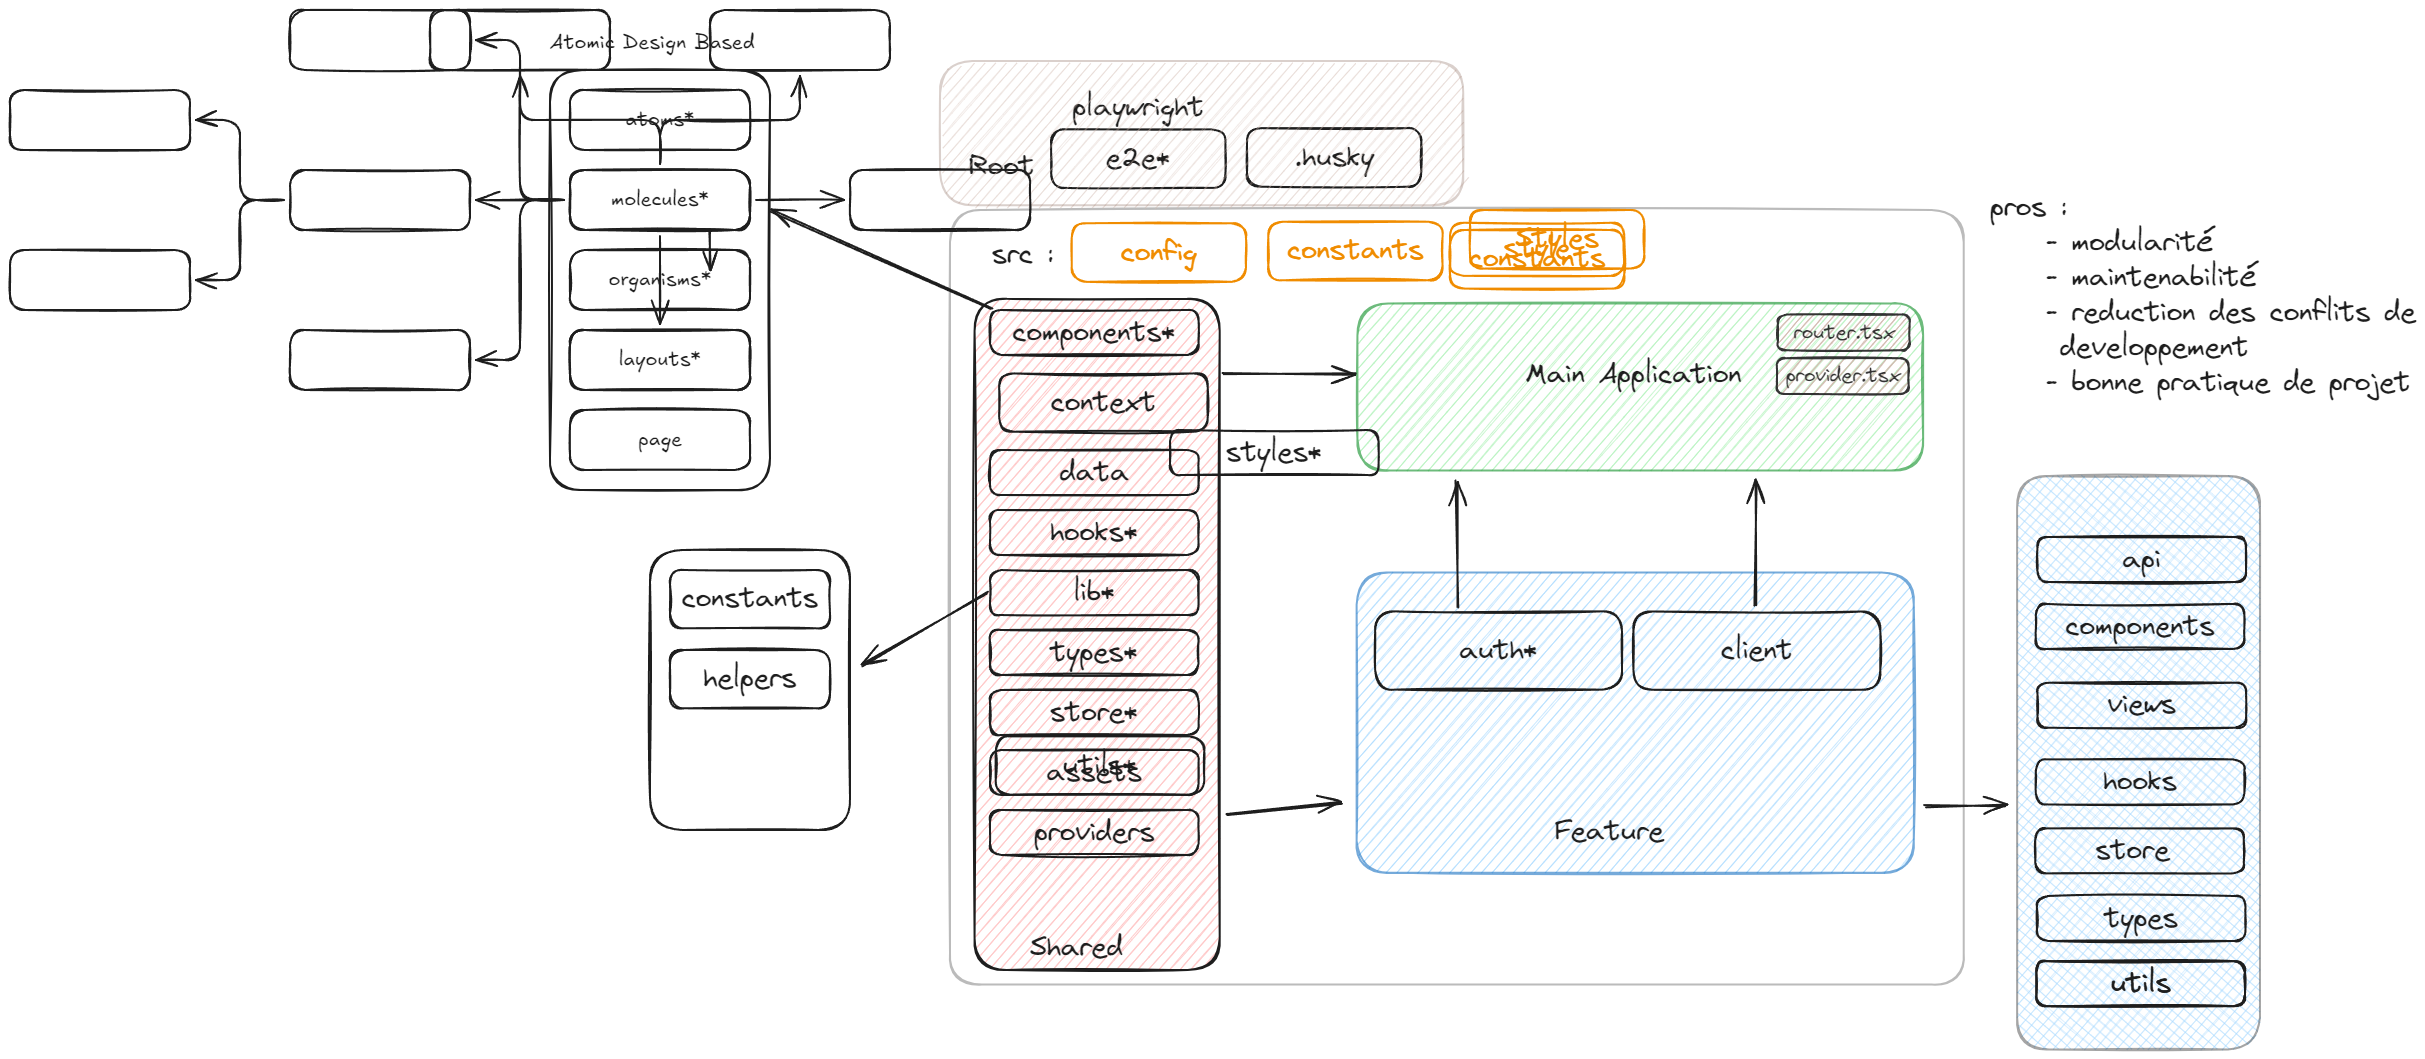 Atomic Design Based
atoms*
molecules*
organisms*
layouts*
page
constants
helpers
playwright
Root
e2e*
.husky
src :
config
constants
styles
styles
constants
components*
context
styles*
data
hooks*
lib*
types*
store*
utils*
assets
providers
Shared
Main Application
router.tsx
provider.tsx
auth*
client
Feature
pros :
- modularité
- maintenabilité
- reduction des conflits de
developpement
- bonne pratique de projet
api
components
views
hooks
store
types
utils